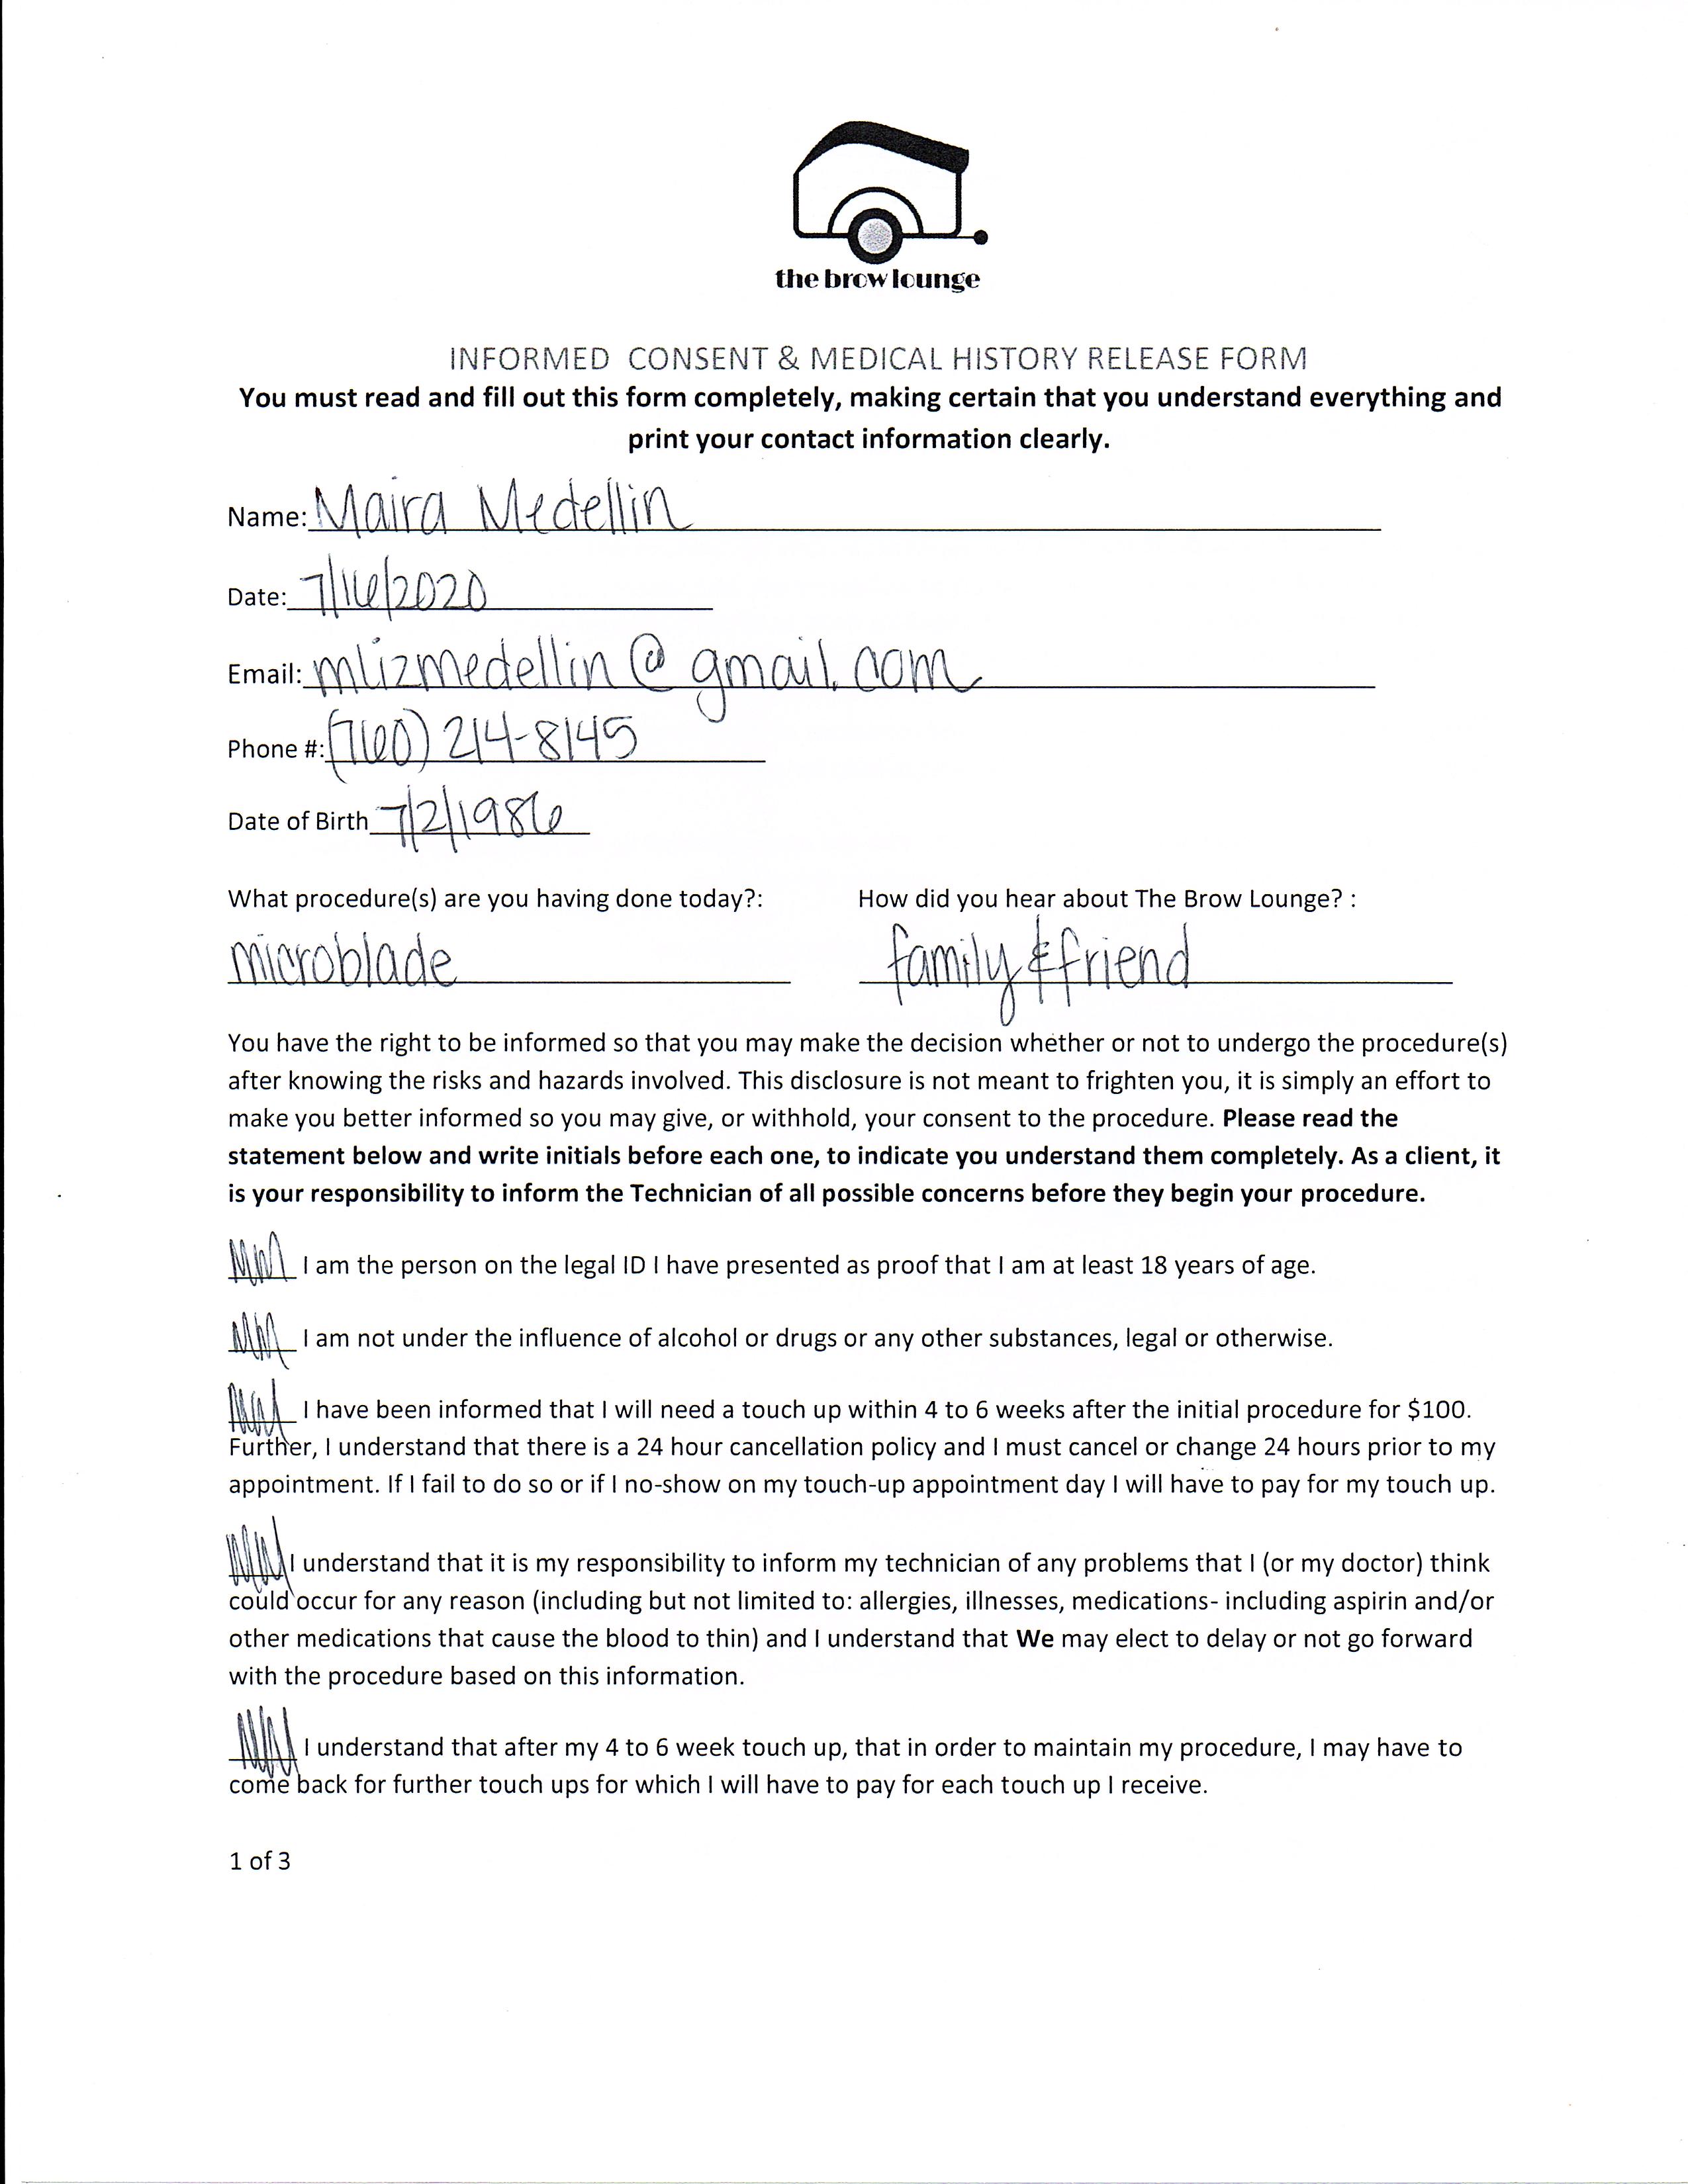 the brow lounge
INFORMED CONSENT & MEDICAL HISTORY RELEASE FORM
You must read and fill out this form completely, making certain that you understand everything and
print your contact information clearly.
Name: Maira Medellin
Date: 7/16/2020
Email: mlizmedellin@gmail.com
Phone #: (760) 214-8145
Date of Birth 7/2/1986
What procedure(s) are you having done today?: How did you hear about The Brow Lounge? :
microblade family & friend
You have the right to be informed so that you may make the decision whether or not to undergo the procedure(s)
after knowing the risks and hazards involved. This disclosure is not meant to frighten you, it is simply an effort to
make you better informed so you may give, or withhold, your consent to the procedure. Please read the
statement below and write initials before each one, to indicate you understand them completely. As a client, it
is your responsibility to inform the Technician of all possible concerns before they begin your procedure.
MM I am the person on the legal ID I have presented as proof that I am at least 18 years of age.
MM I am not under the influence of alcohol or drugs or any other substances, legal or otherwise.
MM I have been informed that I will need a touch up within 4 to 6 weeks after the initial procedure for $100.
Further, I understand that there is a 24 hour cancellation policy and I must cancel or change 24 hours prior to my
appointment. If I fail to do so or if I no-show on my touch-up appointment day I will have to pay for my touch up.
MM I understand that it is my responsibility to inform my technician of any problems that I (or my doctor) think
could occur for any reason (including but not limited to: allergies, illnesses, medications- including aspirin and/or
other medications that cause the blood to thin) and I understand that We may elect to delay or not go forward
with the procedure based on this information.
MM I understand that after my 4 to 6 week touch up, that in order to maintain my procedure, I may have to
come back for further touch ups for which I will have to pay for each touch up I receive.
1 of 3